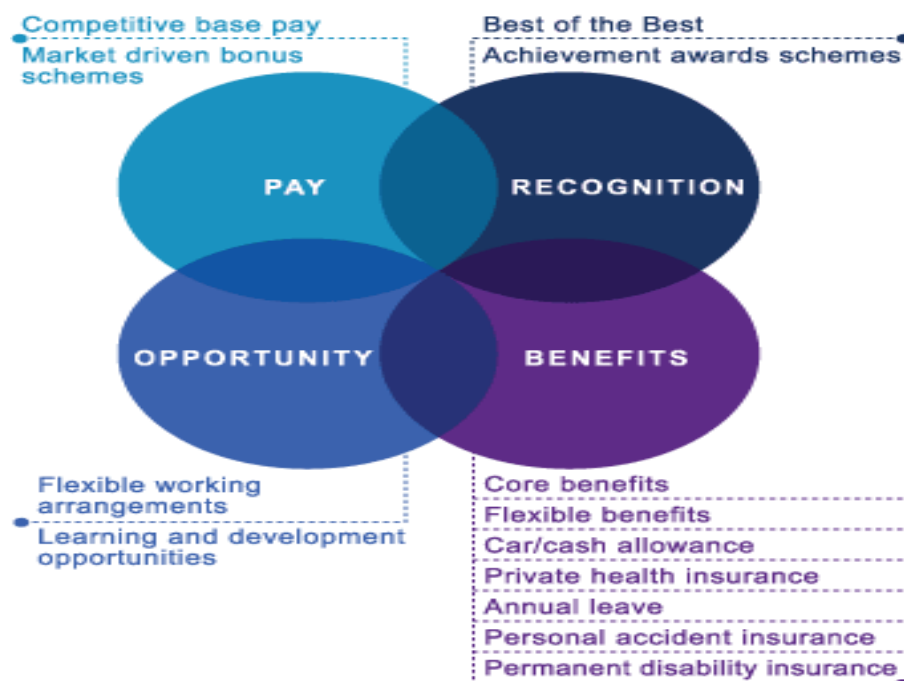 Competitive base pay
Market driven bonus
schemes
Best of the Best
Achievement awards schemes
PAY
RECOGNITION
OPPORTUNITY
BENEFITS
Flexible working
arrangements
Learning and development
opportunities
Core benefits
Flexible benefits
Car/cash allowance
Private health insurance
Annual leave
Personal accident insurance
Permanent disability insurance